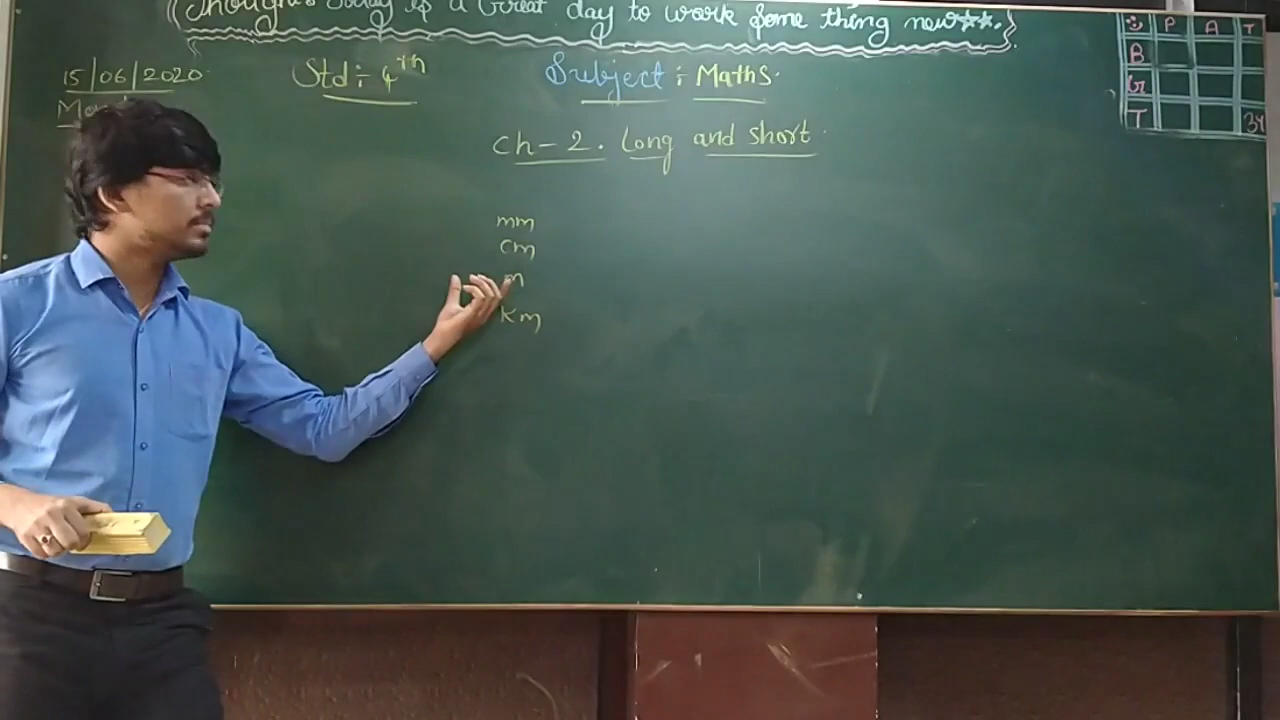 Thought: Today is a Great day to work some thing new**.
15/06/2020
Std : 4th
Subject : Maths.
Ch - 2. Long and short.
mm
cm
m
km
P A T
B
G
T 34